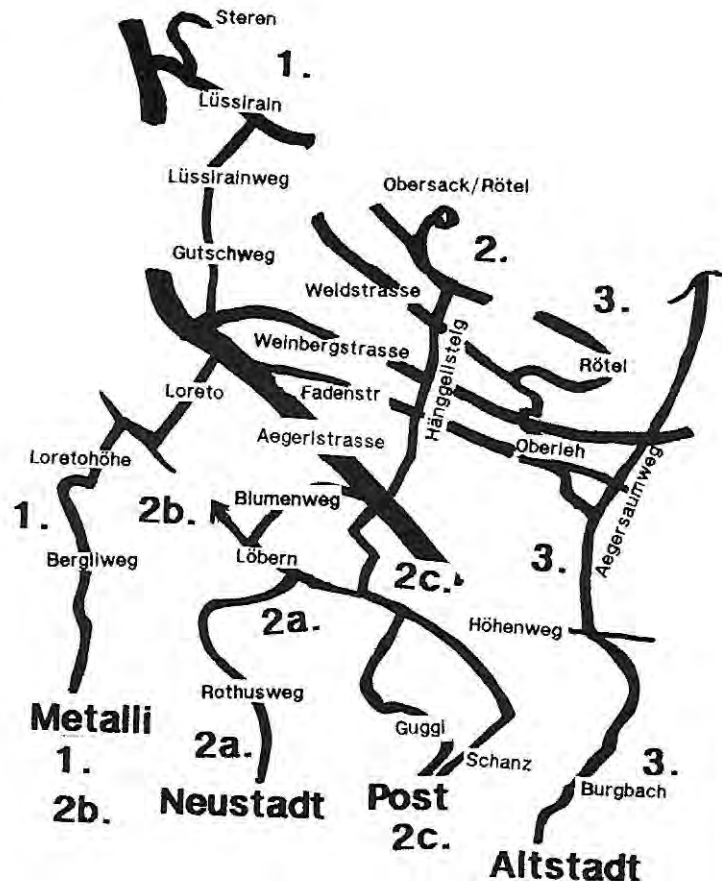 Steren
1.
Lüssirain
Lüssirainweg
Obersack/Rötel
Gutschweg
2.
Weidstrasse
3.
Weinbergstrasse
Rötel
Hänggelisteig
Loreto
Fadenstr
Aegeristrasse
Oberleh
Loretohöhe
Aegersaumweg
Blumenweg
1.
2b.
Löbern
Bergliweg
2c.
3.
2a.
Höhenweg
Rothusweg
Metalli
Guggi
1.
2a.
Schanz
3.
2b.
Neustadt
Post
Burgbach
2c.
Altstadt